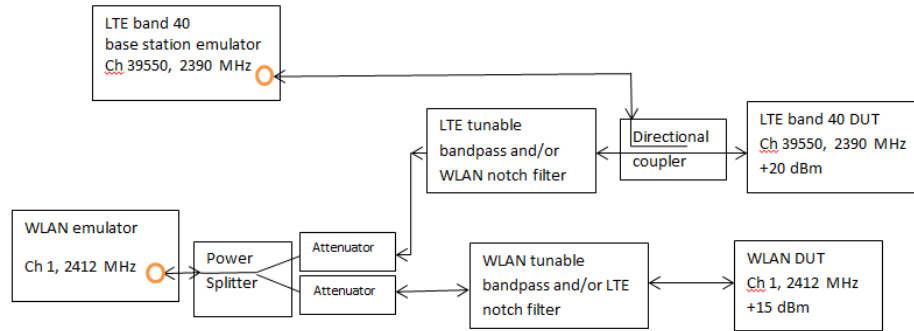 LTE band 40
base station emulator
Ch 39550, 2390 MHz
LTE tunable
bandpass and/or
WLAN notch filter
Directional
coupler
LTE band 40 DUT
Ch 39550, 2390 MHz
+20 dBm
WLAN emulator
Ch 1, 2412 MHz
Power
Splitter
Attenuator
Attenuator
WLAN tunable
bandpass and/or LTE
notch filter
WLAN DUT
Ch 1, 2412 MHz
+15 dBm